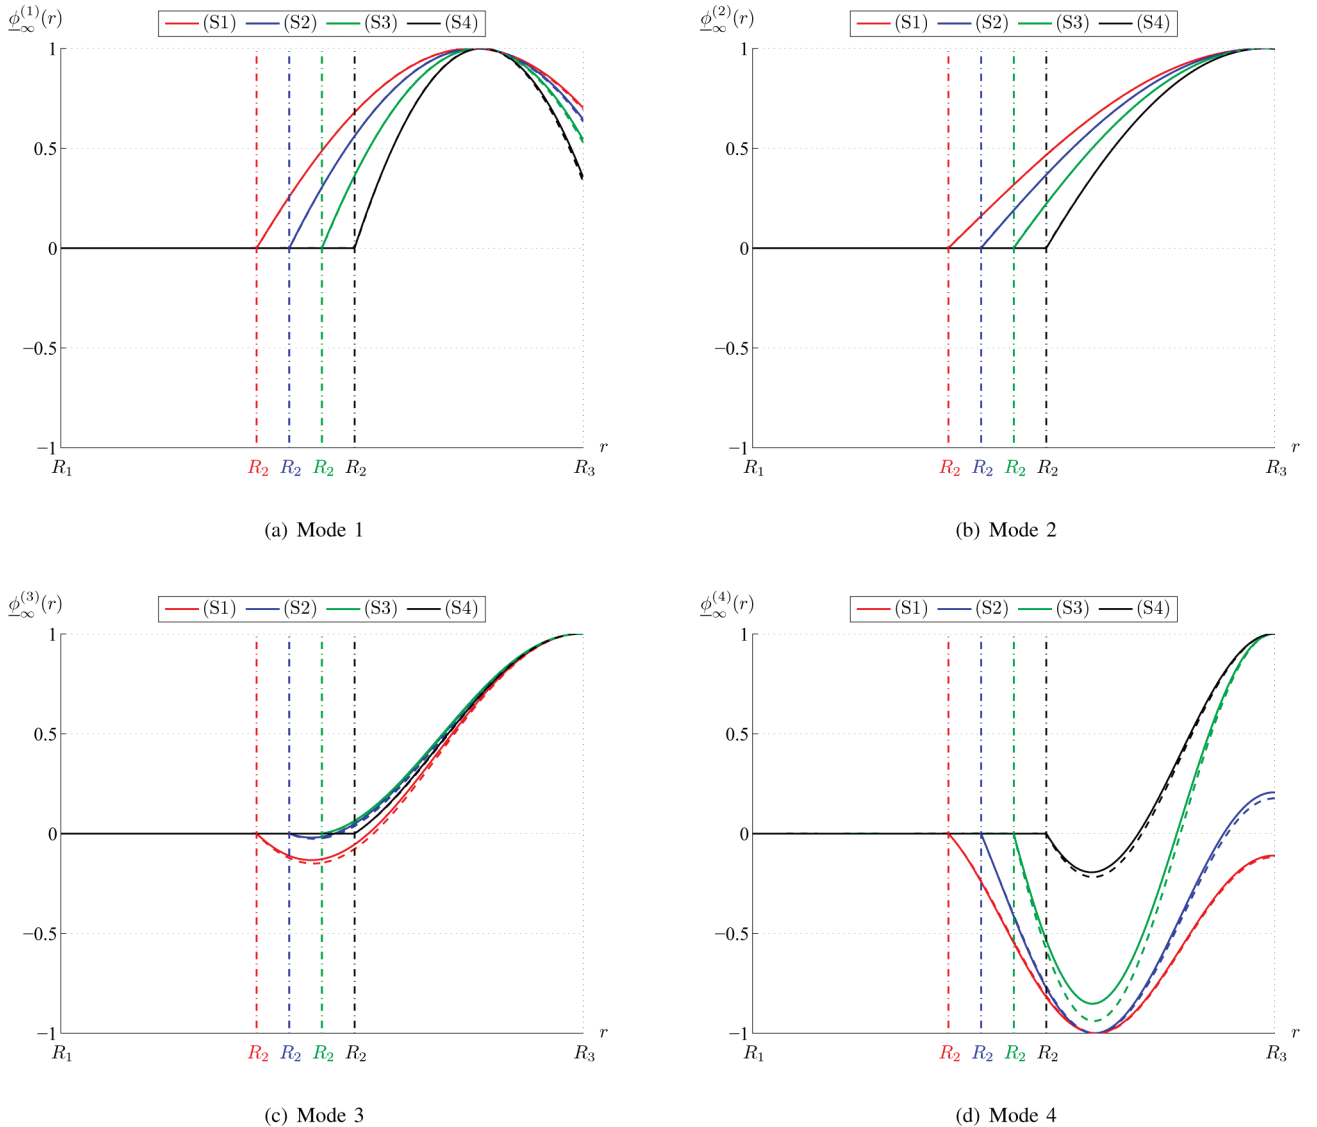 ϕ_∞^(1)(r) (S1) (S2) (S3) (S4)
1
0.5
0
−0.5
−1
r
R₁ R₂ R₂ R₂ R₂ R₃
(a) Mode 1
ϕ_∞^(2)(r) (S1) (S2) (S3) (S4)
1
0.5
0
−0.5
−1
r
R₁ R₂ R₂ R₂ R₂ R₃
(b) Mode 2
ϕ_∞^(3)(r) (S1) (S2) (S3) (S4)
1
0.5
0
−0.5
−1
r
R₁ R₂ R₂ R₂ R₂ R₃
(c) Mode 3
ϕ_∞^(4)(r) (S1) (S2) (S3) (S4)
1
0.5
0
−0.5
−1
r
R₁ R₂ R₂ R₂ R₂ R₃
(d) Mode 4